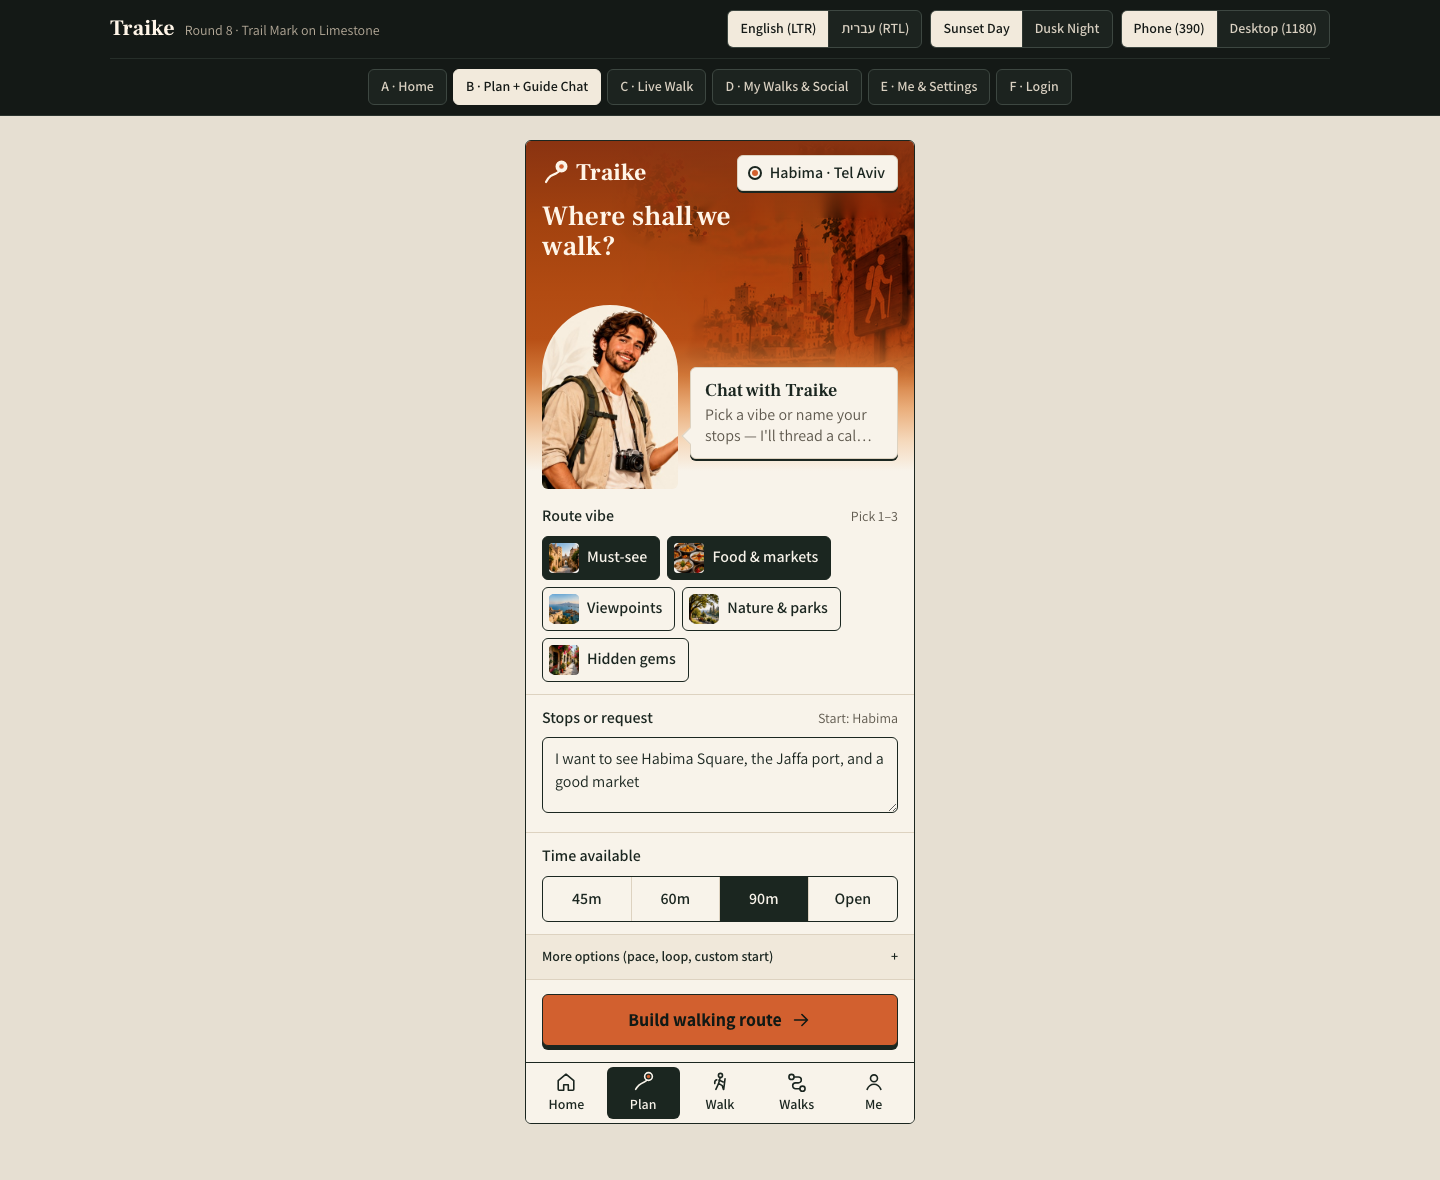 Traike
Round 8 · Trail Mark on Limestone
English (LTR)
עברית (RTL)
Sunset Day
Dusk Night
Phone (390)
Desktop (1180)
A · Home
B · Plan + Guide Chat
C · Live Walk
D · My Walks & Social
E · Me & Settings
F · Login
Traike
Habima · Tel Aviv
Where shall we
walk?
Chat with Traike
Pick a vibe or name your
stops — I'll thread a cal…
Route vibe
Pick 1–3
Must-see
Food & markets
Viewpoints
Nature & parks
Hidden gems
Stops or request
Start: Habima
I want to see Habima Square, the Jaffa port, and a
good market
Time available
45m
60m
90m
Open
More options (pace, loop, custom start)
+
Build walking route →
Home
Plan
Walk
Walks
Me